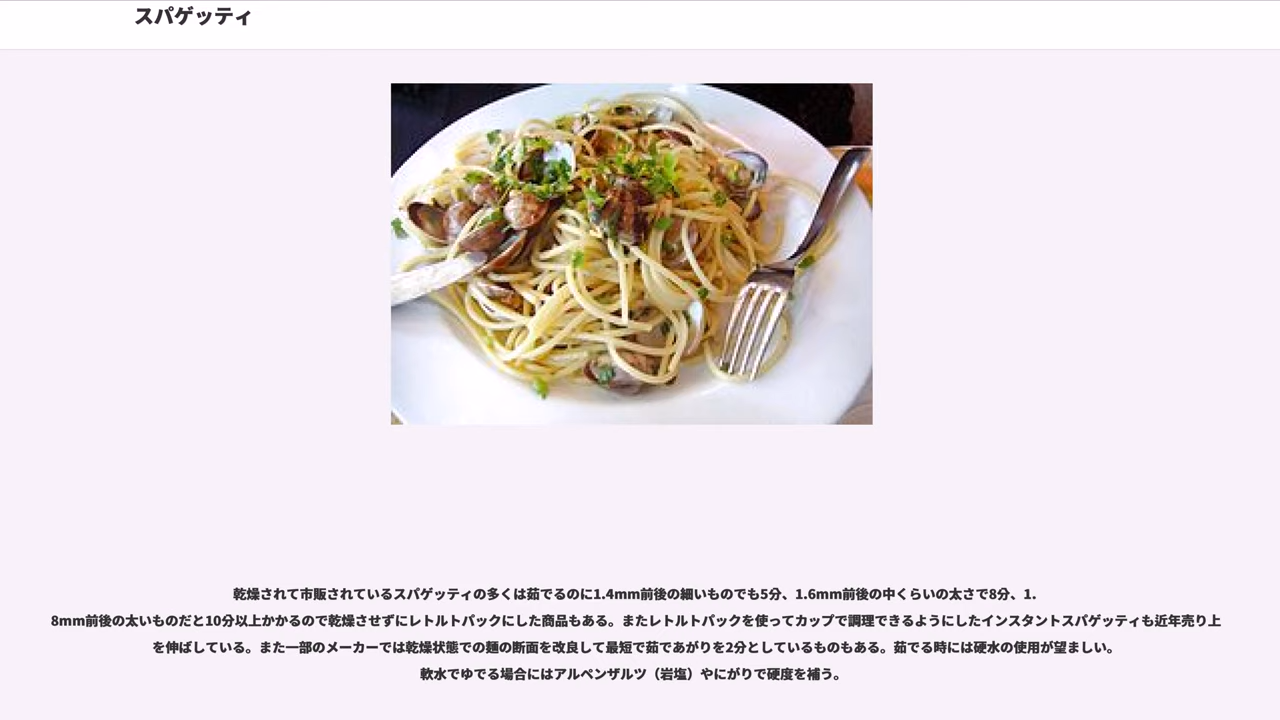 スパゲッティ
乾燥されて市販されているスパゲッティの多くは茹でるのに1.4mm前後の細いものでも5分、1.6mm前後の中くらいの太さで8分、1.
8mm前後の太いものだと10分以上かかるので乾燥させずにレトルトパックにした商品もある。またレトルトパックを使ってカップで調理できるようにしたインスタントスパゲッティも近年売り上
を伸ばしている。また一部のメーカーでは乾燥状態での麺の断面を改良して最短で茹であがりを2分としているものもある。茹でる時には硬水の使用が望ましい。
軟水でゆでる場合にはアルペンザルツ（岩塩）やにがりで硬度を補う。